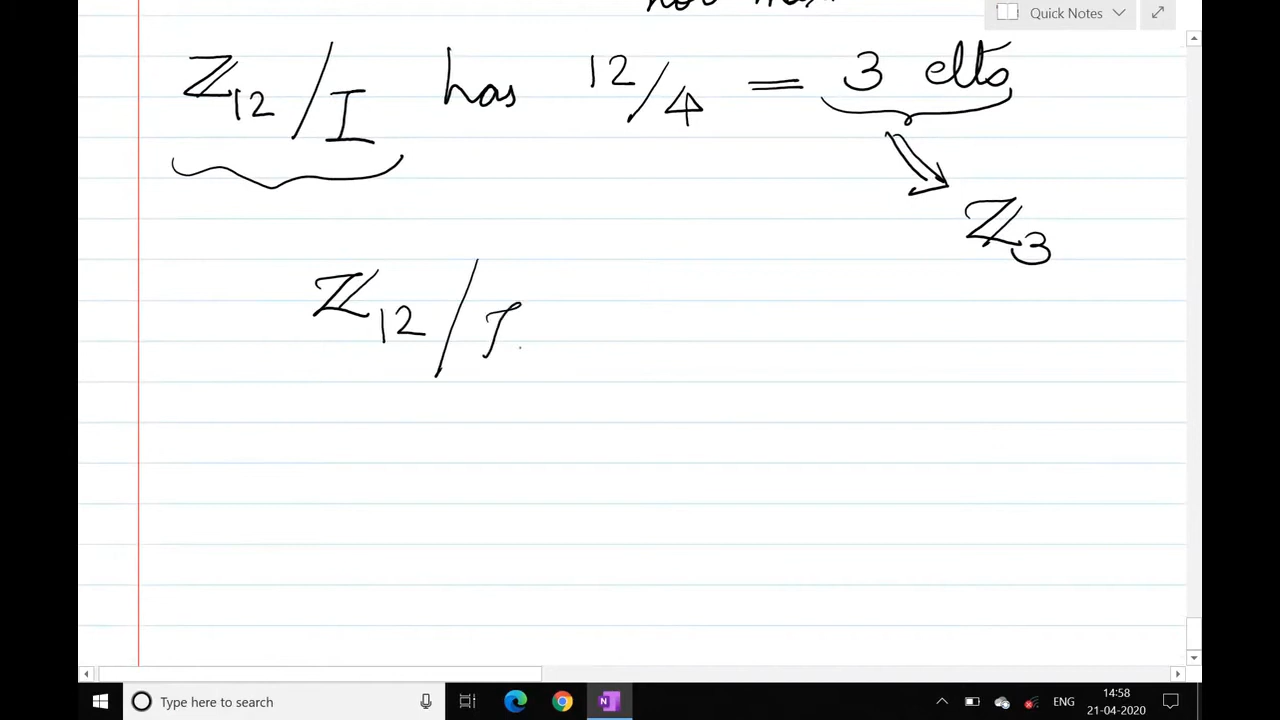 Quick Notes
ℤ₁₂/I has 12/4 = 3 elts
ℤ₃
ℤ₁₂/J
Type here to search
ENG
14:58
21-04-2020